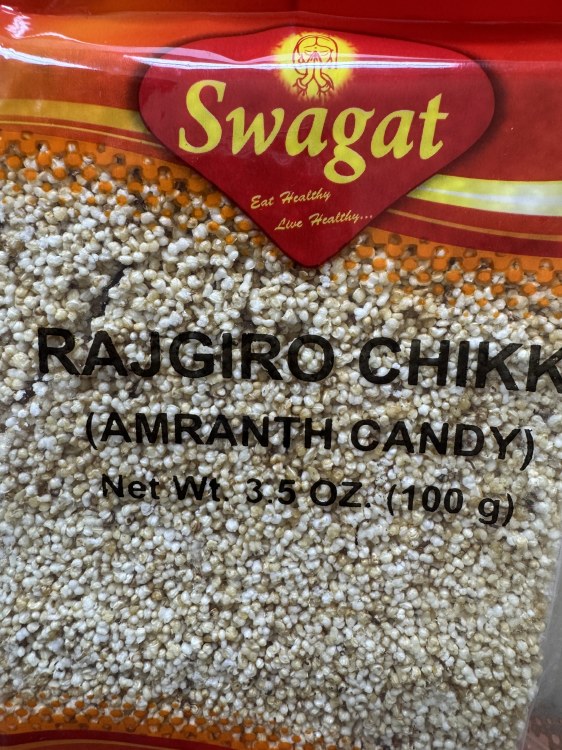 Swagat
Eat Healthy
Live Healthy...
RAJGIRO CHIKK
(AMRANTH CANDY)
Net Wt. 3.5 OZ. (100 g)